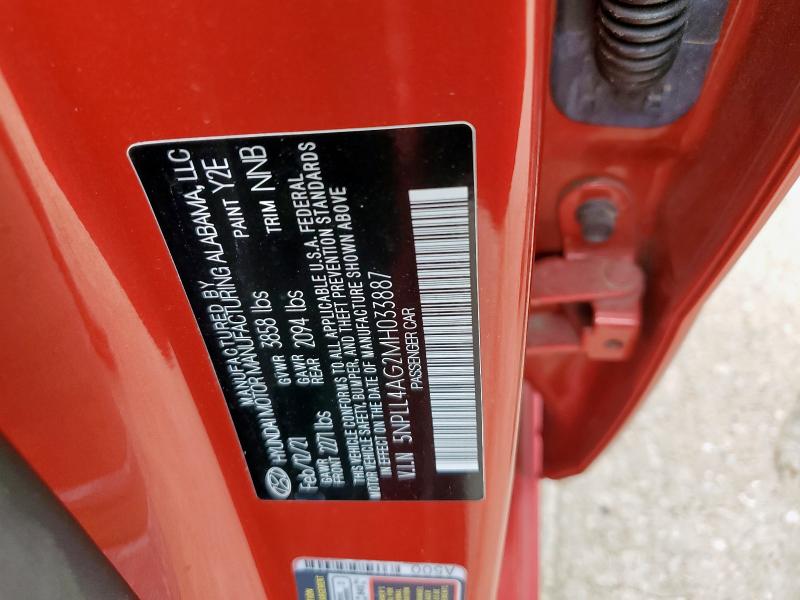 MANUFACTURED BY
HYUNDAI MOTOR MANUFACTURING ALABAMA, LLC
Feb/12/21 GVWR 3858 lbs PAINT Y2E
GAWR FRONT 2271 lbs GAWR REAR 2094 lbs TRIM NNB
THIS VEHICLE CONFORMS TO ALL APPLICABLE U.S.A. FEDERAL
MOTOR VEHICLE SAFETY, BUMPER, AND THEFT PREVENTION STANDARDS
IN EFFECT ON THE DATE OF MANUFACTURE SHOWN ABOVE
V.I.N 5NPLL4AG2MH033887
PASSENGER CAR
A500